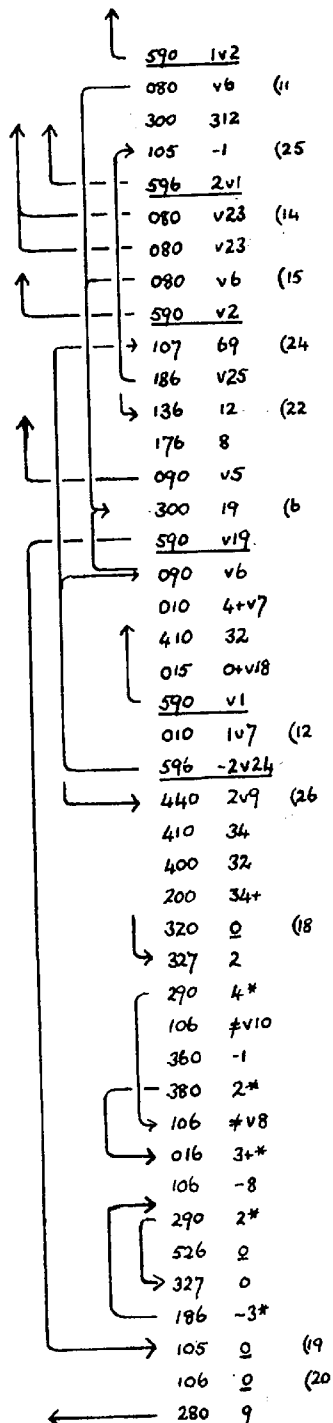 590 1v2
080 v6 (11
300 312
105 -1 (25
596 2v1
080 v23 (14
080 v23
080 v6 (15
590 v2
107 69 (24
186 v25
136 12 (22
176 8
090 v5
300 19 (6
590 v19
090 v6
010 4+v7
410 32
015 0+v18
590 v1
010 1v7 (12
596 -2v24
440 2v9 (26
410 34
400 32
200 34+
320 0 (18
327 2
290 4*
106 ≠v10
360 -1
380 2*
106 ≠v8
016 3+*
106 -8
290 2*
526 0
327 0
186 -3*
105 0 (19
106 0 (20
280 9